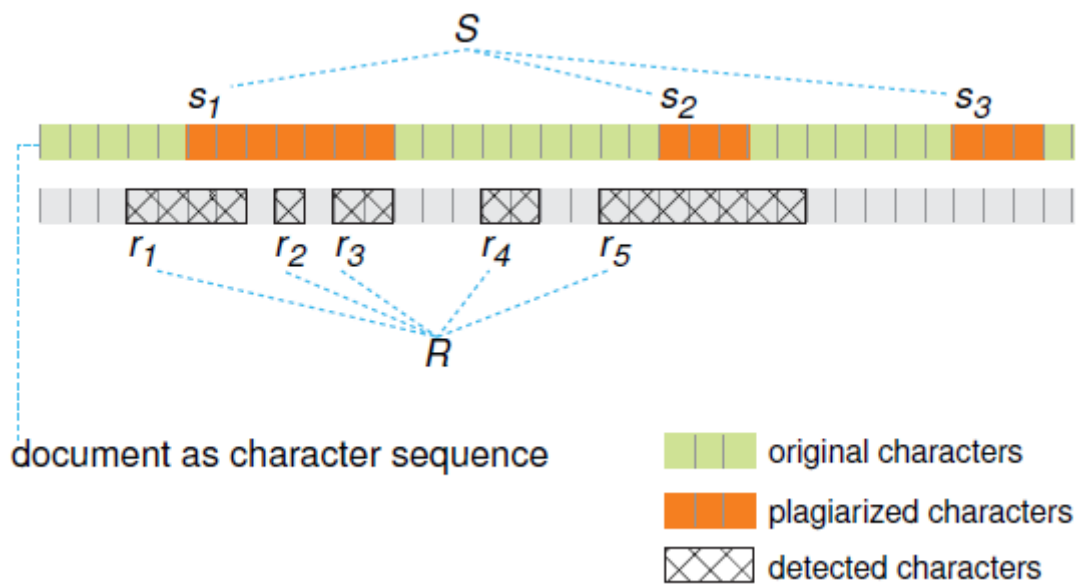 S
s1 s2 s3
r1 r2 r3 r4 r5
R
document as character sequence
original characters
plagiarized characters
detected characters